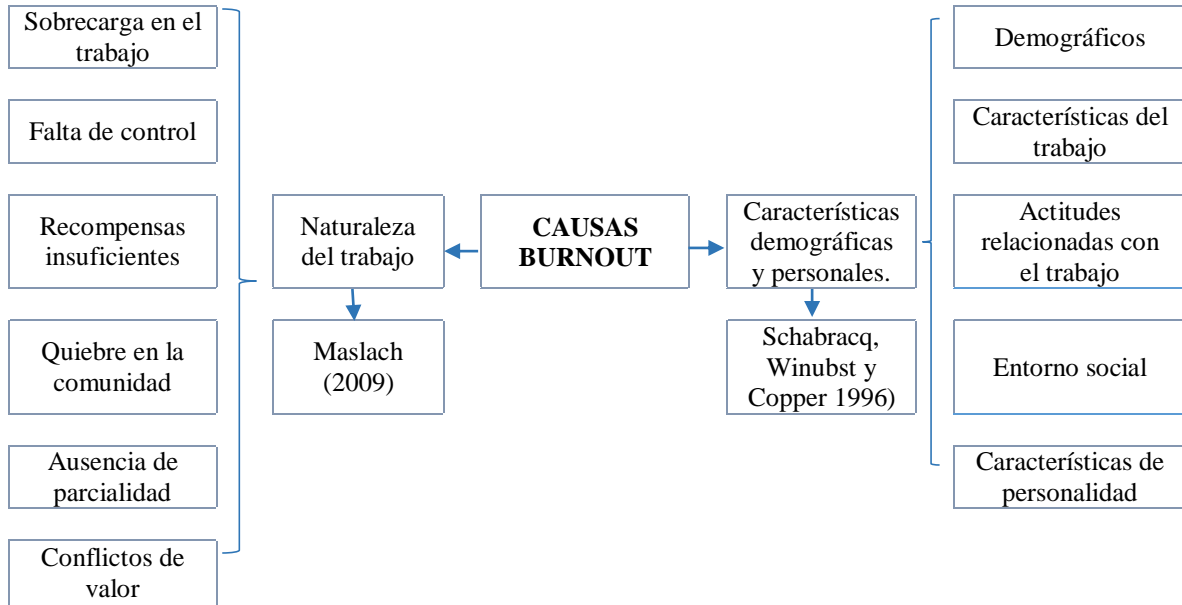 Sobrecarga en el
trabajo
Falta de control
Recompensas
insuficientes
Quiebre en la
comunidad
Ausencia de
parcialidad
Conflictos de
valor
Naturaleza
del trabajo
Maslach
(2009)
CAUSAS
BURNOUT
Características
demográficas
y personales.
Schabracq,
Winubst y
Copper 1996)
Demográficos
Características del
trabajo
Actitudes
relacionadas con
el trabajo
Entorno social
Características de
personalidad